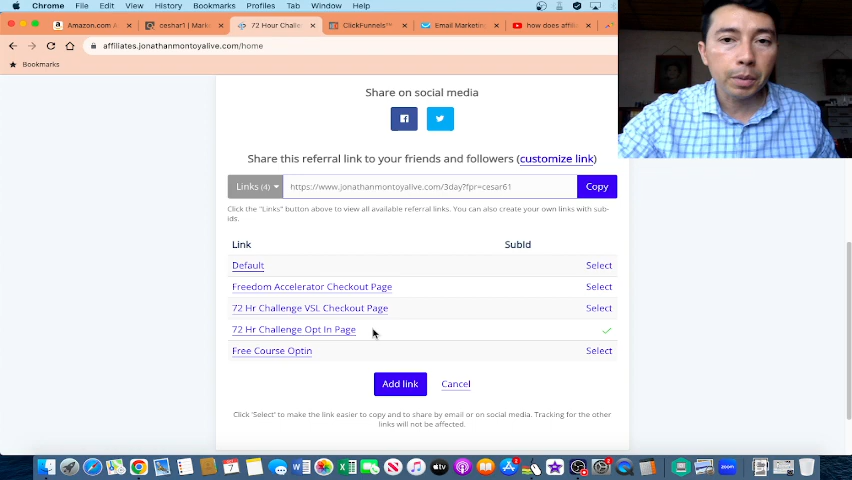 Chrome File Edit View History Bookmarks Profiles Tab Window Help
Amazon.com A ceshar1 | Mark 72 Hour Challe ClickFunnels™ Email Marketing how does affili
affiliates.jonathanmontoyalive.com/home
Bookmarks
Share on social media
Share this referral link to your friends and followers (customize link)
Links (4) https://www.jonathanmontoyalive.com/3day?fpr=cesar61 Copy
Click the "Links" button above to view all available referral links. You can also create your own links with sub-
ids.
Link SubId
Default Select
Freedom Accelerator Checkout Page Select
72 Hr Challenge VSL Checkout Page Select
72 Hr Challenge Opt In Page
Free Course Optin Select
Add link Cancel
Click 'Select' to make the link easier to copy and to share by email or on social media. Tracking for the other
links will not be affected.
tv
zoom